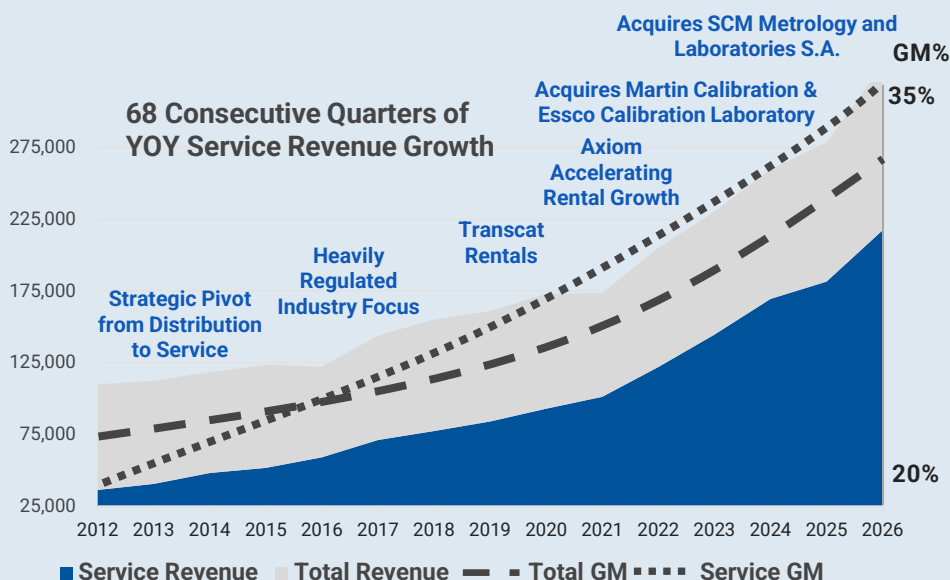 Acquires SCM Metrology and
Laboratories S.A.
GM%
35%
Acquires Martin Calibration &
Essco Calibration Laboratory
68 Consecutive Quarters of
YOY Service Revenue Growth
Axiom
Accelerating
Rental Growth
Transcat
Rentals
Heavily
Regulated
Industry Focus
Strategic Pivot
from Distribution
to Service
275,000
225,000
175,000
125,000
75,000
25,000
20%
2012 2013 2014 2015 2016 2017 2018 2019 2020 2021 2022 2023 2024 2025 2026
Service Revenue Total Revenue Total GM Service GM